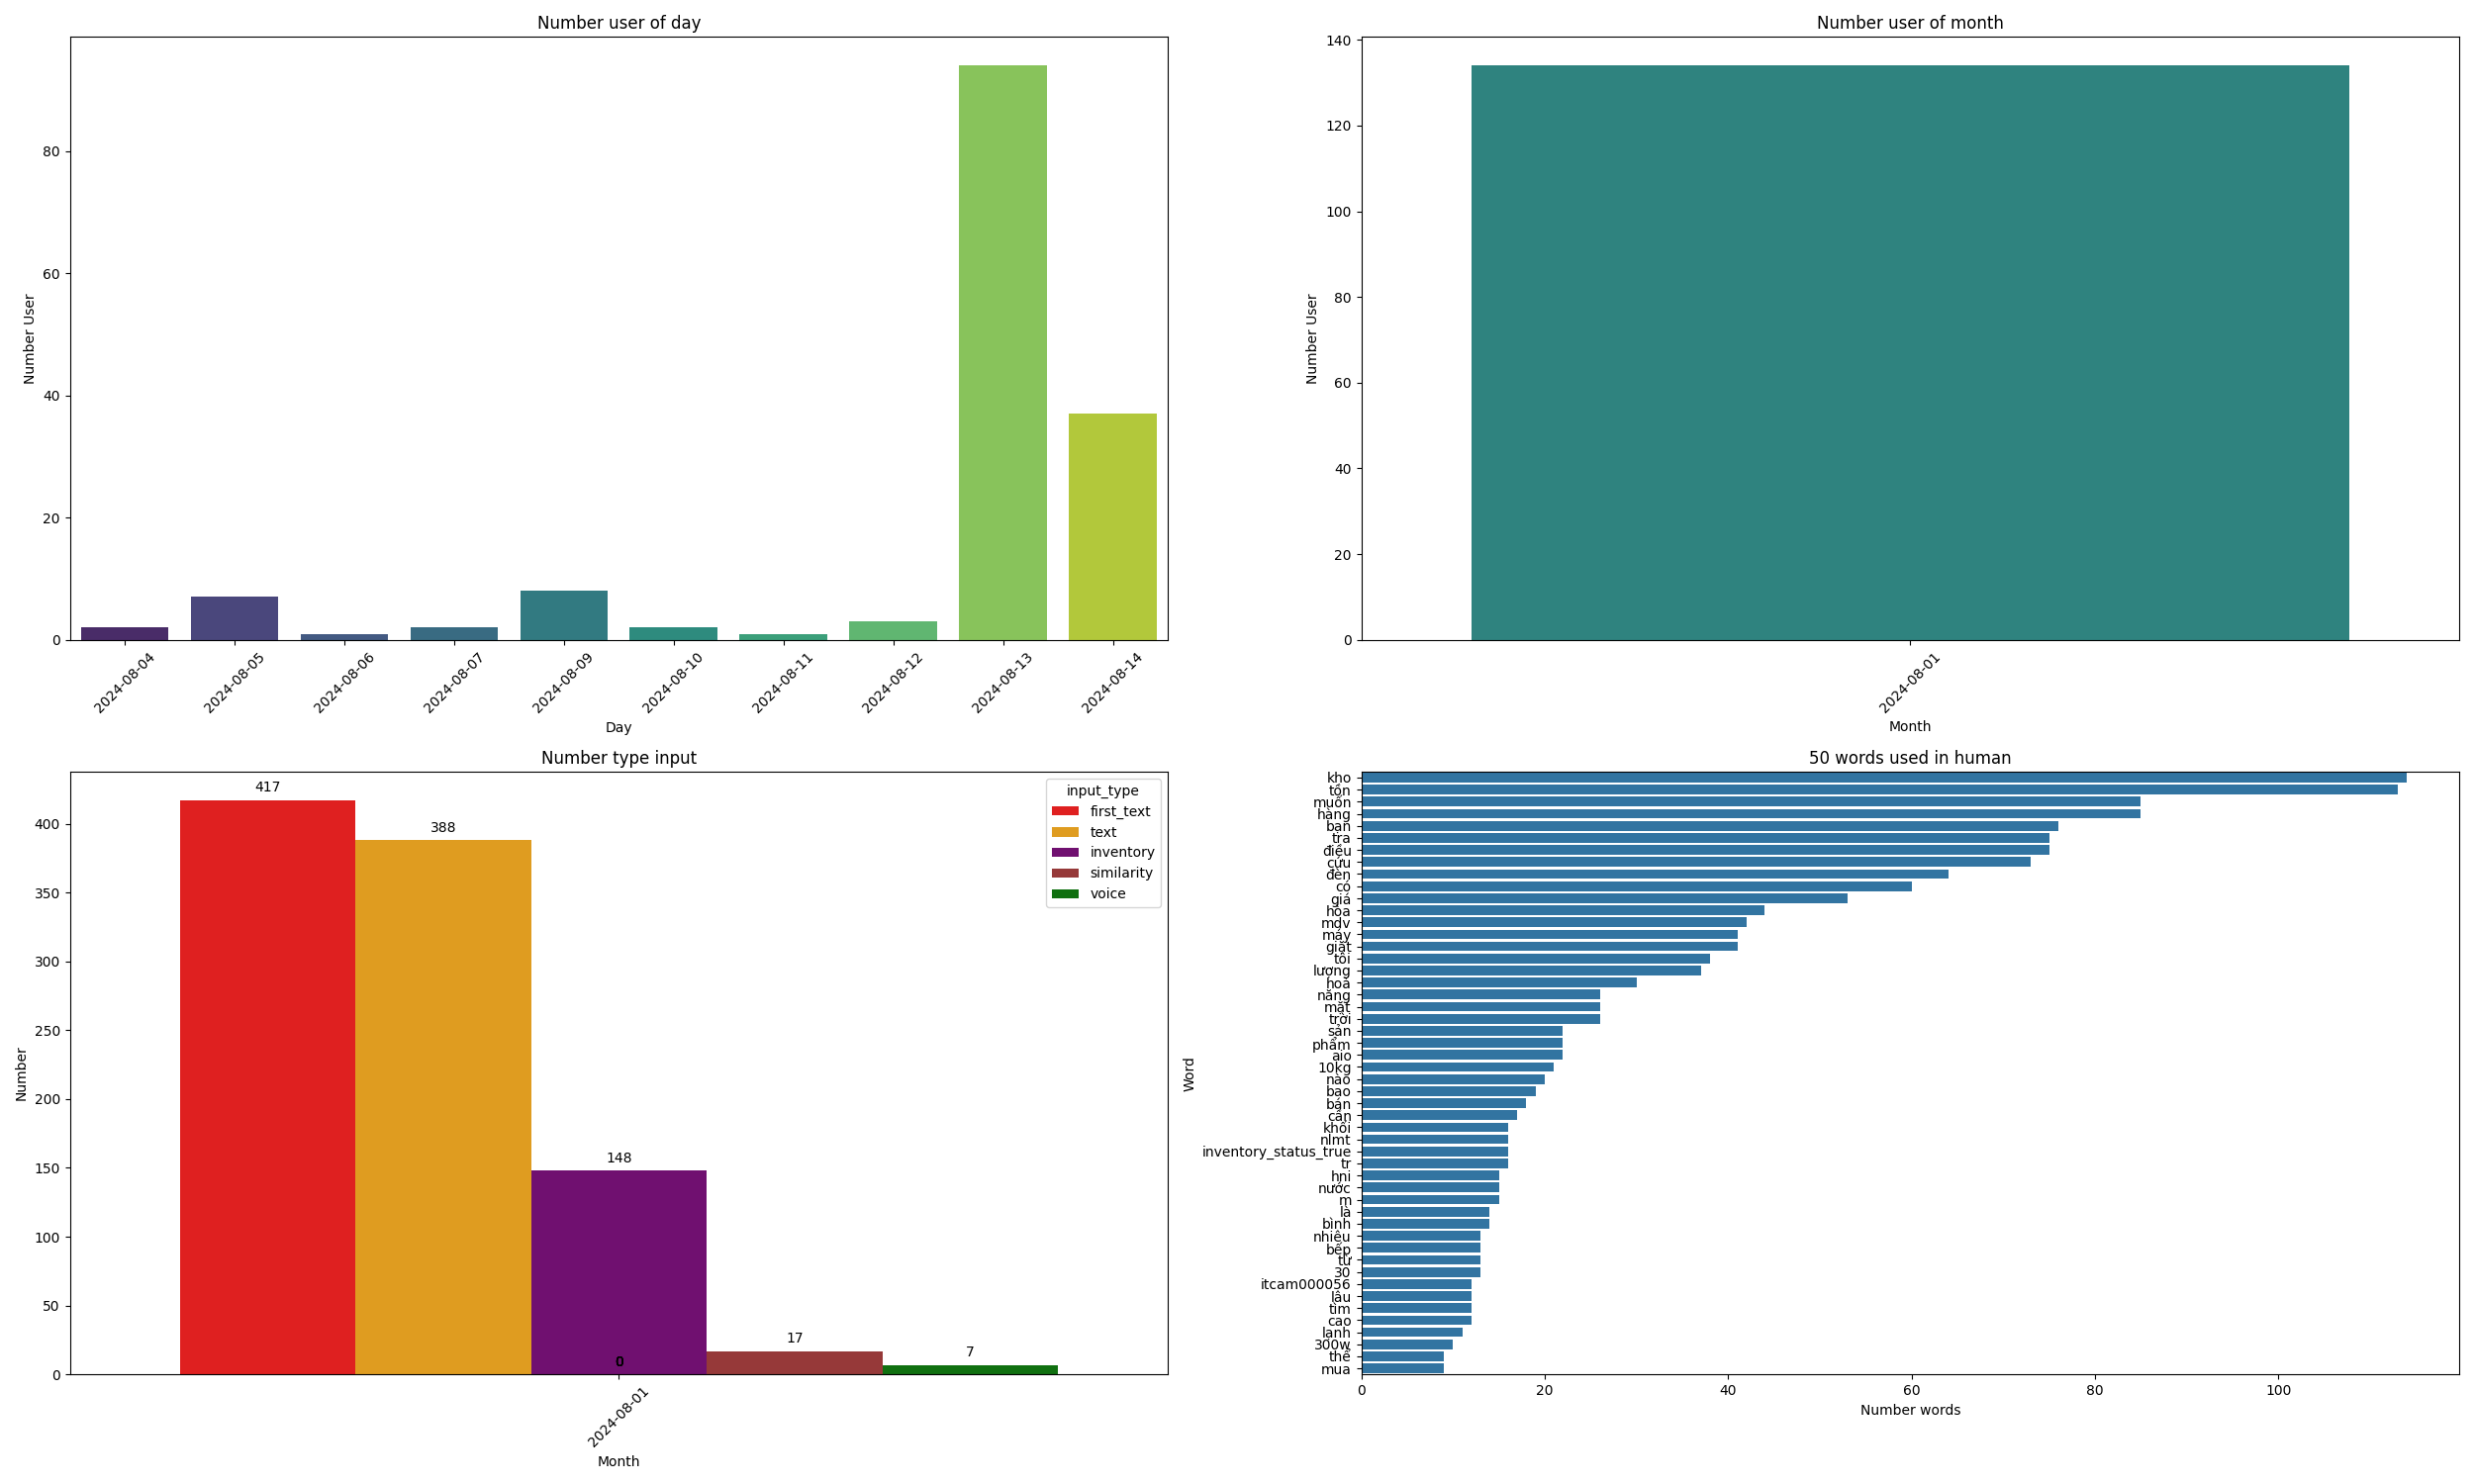 Number user of day
Number User
80
60
40
20
0
2024-08-04
2024-08-05
2024-08-06
2024-08-07
2024-08-09
2024-08-10
2024-08-11
2024-08-12
2024-08-13
2024-08-14
Day
Number user of month
Number User
140
120
100
80
60
40
20
0
2024-08-01
Month
Number type input
Number
400
350
300
250
200
150
100
50
0
417
388
148
0
17
7
input_type
first_text
text
inventory
similarity
voice
2024-08-01
Month
50 words used in human
Word
kho
tồn
muốn
hàng
bạn
tra
điều
cứu
đèn
có
giá
hòa
mdv
máy
giặt
tôi
lượng
hoà
năng
mặt
trời
sản
phẩm
aio
10kg
nào
bao
bán
cần
khối
nlmt
inventory_status_true
tr
hni
nước
m
là
bình
nhiêu
bếp
từ
30
itcam000056
lâu
tìm
cao
lạnh
300w
thế
mua
0
20
40
60
80
100
Number words